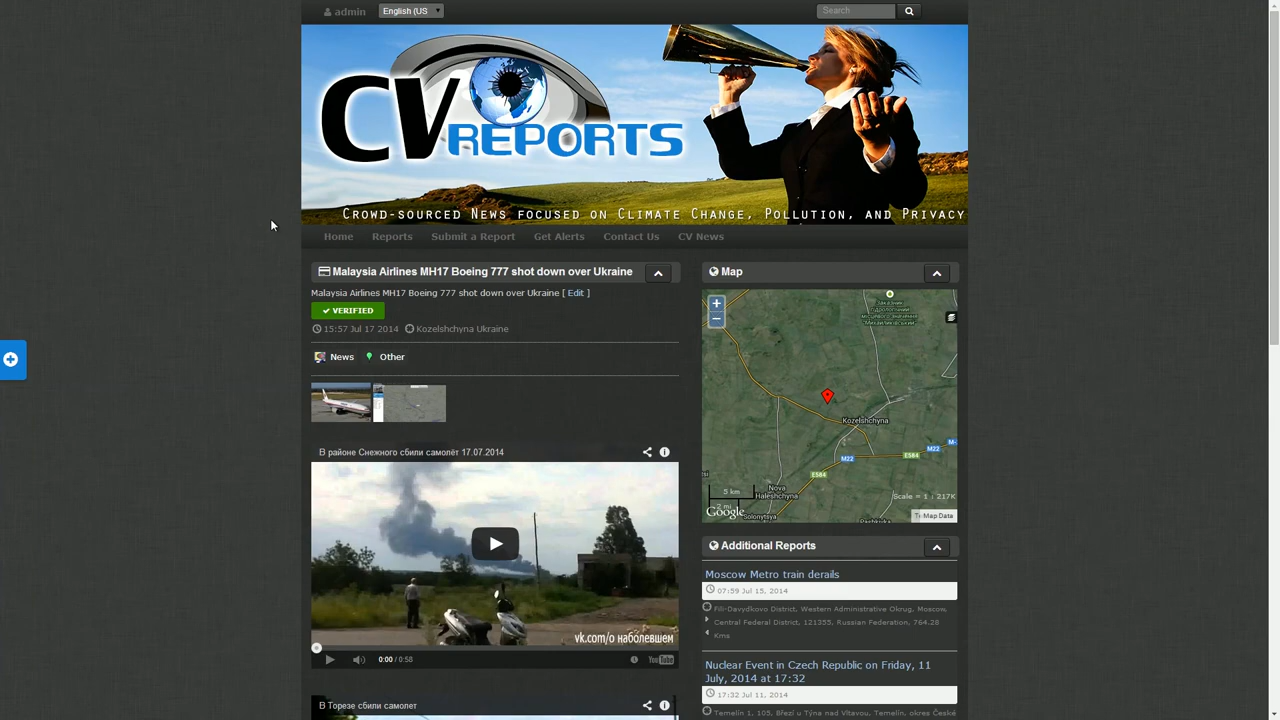 admin
English (US
Search
CV REPORTS
Crowd-sourced News focused on Climate Change, Pollution, and Privacy
Home
Reports
Submit a Report
Get Alerts
Contact Us
CV News
Malaysia Airlines MH17 Boeing 777 shot down over Ukraine
Malaysia Airlines MH17 Boeing 777 shot down over Ukraine [ Edit ]
VERIFIED
15:57 Jul 17 2014 Kozelshchyna Ukraine
News Other
В районе Снежного сбили самолёт 17.07.2014
vk.com/о наболевшем
0:00 / 0:58
YouTube
В Торезе сбили самолет
Map
+
−
Kozelshchyna
M22
E584
M22
E584
Nova
Haleshchyna
5 km
2 mi
Google
Scale = 1 : 217K
Map Data
Additional Reports
Moscow Metro train derails
07:59 Jul 15, 2014
Fili-Davydkovo District, Western Administrative Okrug, Moscow,
Central Federal District, 121355, Russian Federation, 764.28
Kms
Nuclear Event in Czech Republic on Friday, 11
July, 2014 at 17:32
17:32 Jul 11, 2014
Temelín 1, 105, Březí u Týna nad Vltavou, Temelín, okres České